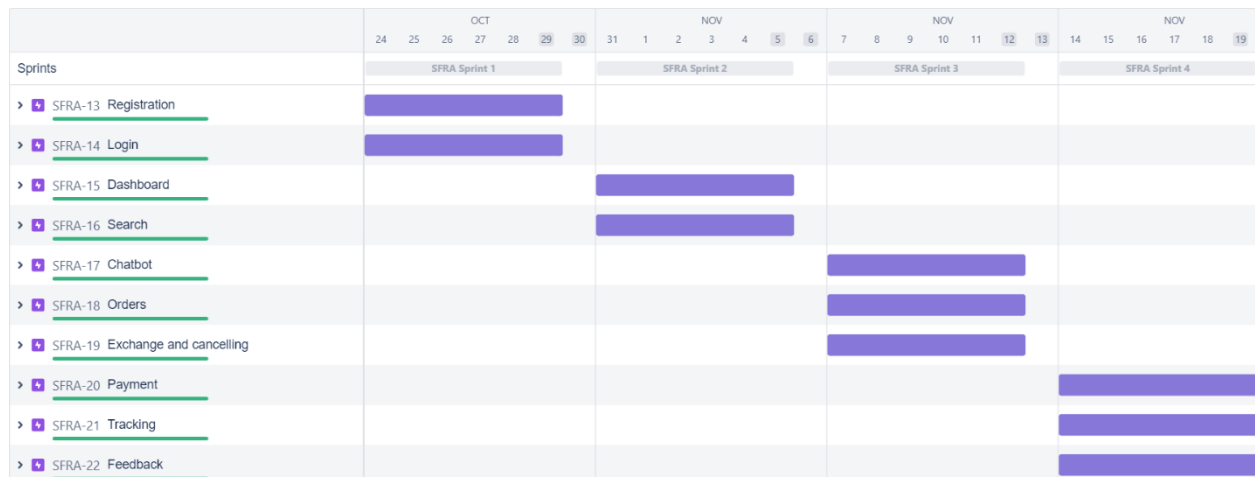 OCT NOV NOV NOV
24 25 26 27 28 29 30 31 1 2 3 4 5 6 7 8 9 10 11 12 13 14 15 16 17 18 19
Sprints SFRA Sprint 1 SFRA Sprint 2 SFRA Sprint 3 SFRA Sprint 4
SFRA-13 Registration
SFRA-14 Login
SFRA-15 Dashboard
SFRA-16 Search
SFRA-17 Chatbot
SFRA-18 Orders
SFRA-19 Exchange and cancelling
SFRA-20 Payment
SFRA-21 Tracking
SFRA-22 Feedback